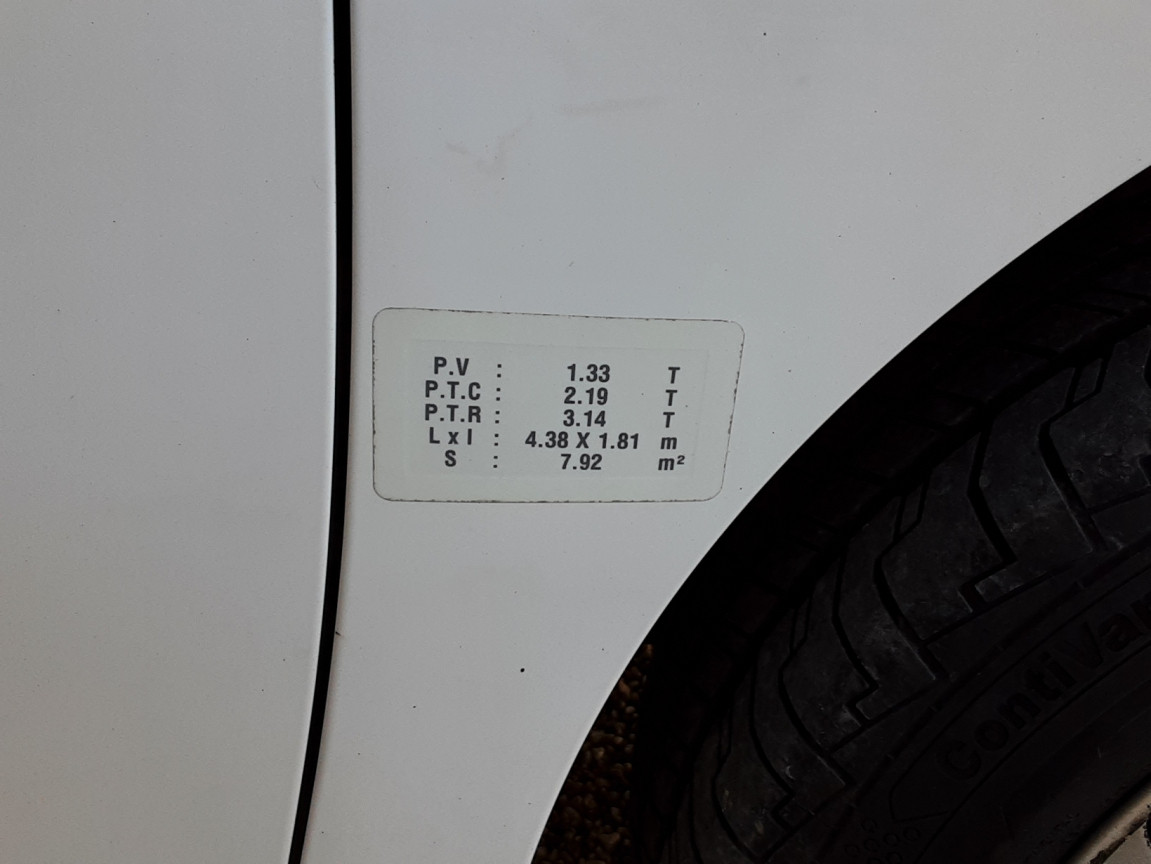 P.V : 1.33 T
P.T.C : 2.19 T
P.T.R : 3.14 T
L x l : 4.38 X 1.81 m
S : 7.92 m²